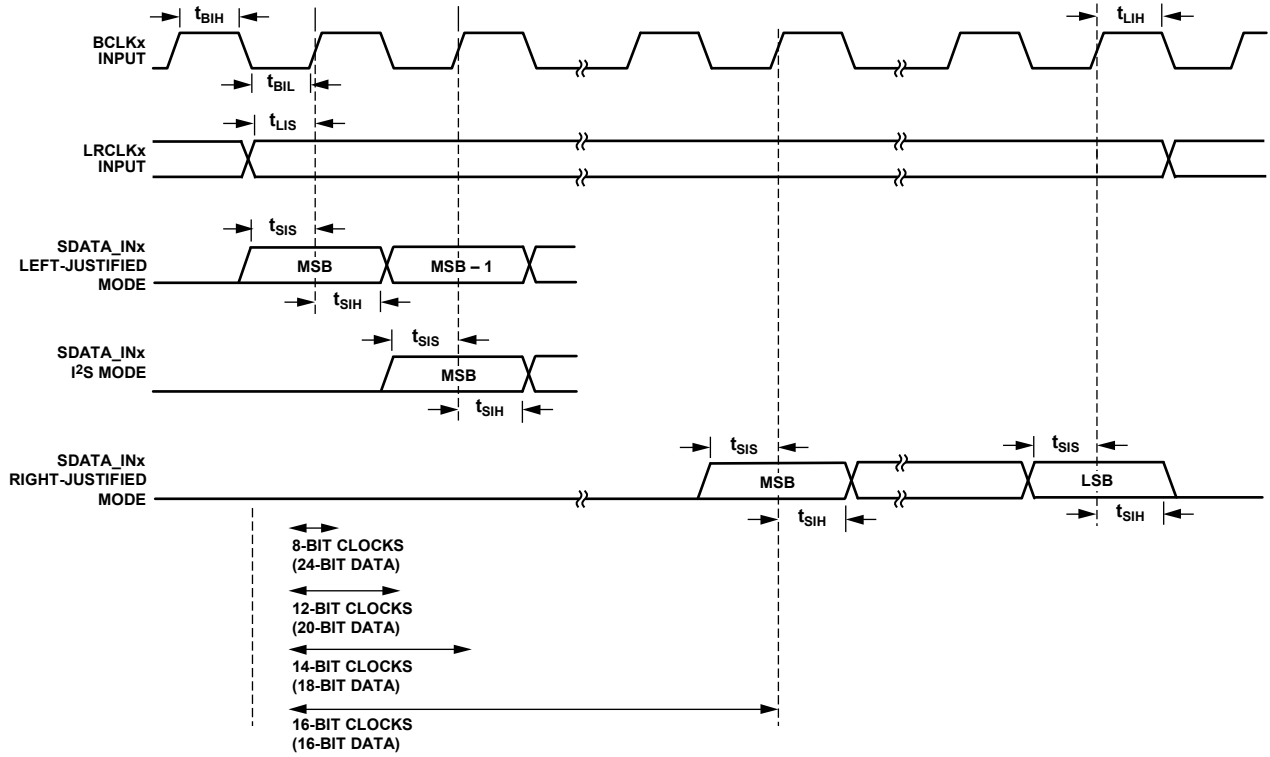 tBIH
tLIH
BCLKx
INPUT
tBIL
tLIS
LRCLKx
INPUT
tSIS
SDATA_INx
LEFT-JUSTIFIED
MODE
MSB
MSB – 1
tSIH
tSIS
SDATA_INx
I2S MODE
MSB
tSIH
tSIS
tSIS
SDATA_INx
RIGHT-JUSTIFIED
MODE
MSB
LSB
tSIH
tSIH
8-BIT CLOCKS
(24-BIT DATA)
12-BIT CLOCKS
(20-BIT DATA)
14-BIT CLOCKS
(18-BIT DATA)
16-BIT CLOCKS
(16-BIT DATA)